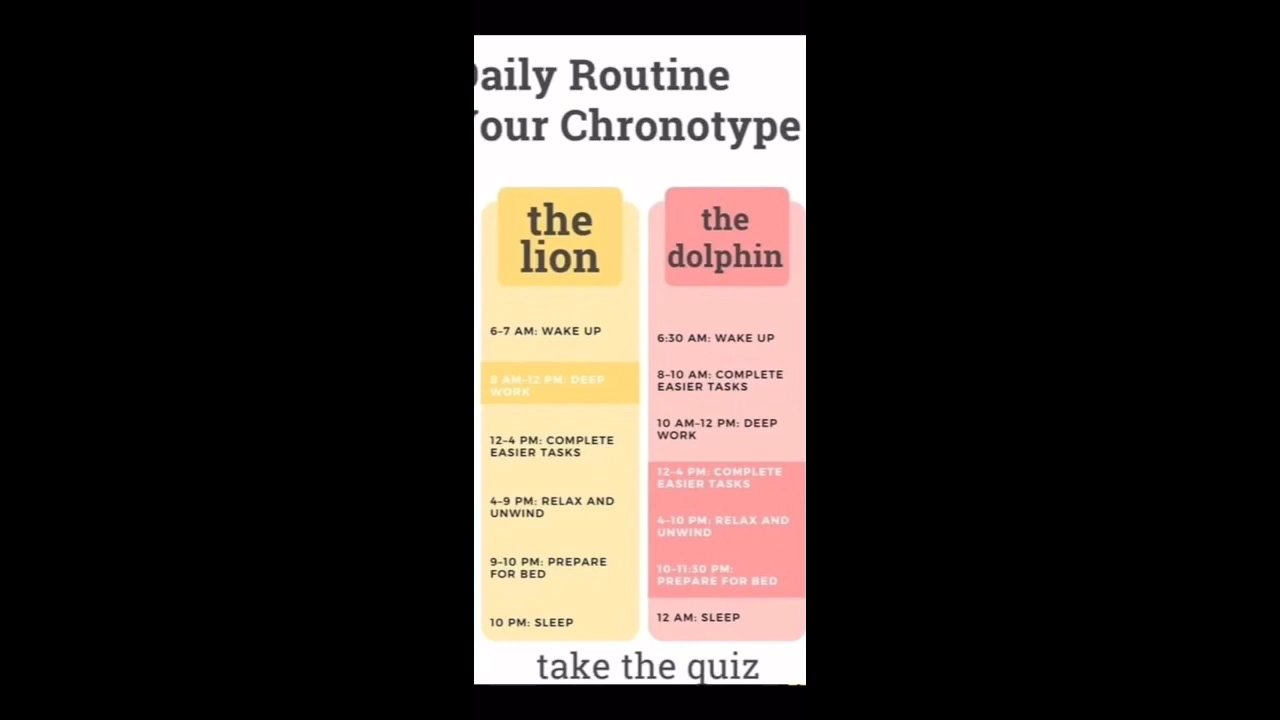 Daily Routine
Your Chronotype
the
lion
6-7 AM: WAKE UP
8 AM-12 PM: DEEP
WORK
12-4 PM: COMPLETE
EASIER TASKS
4-9 PM: RELAX AND
UNWIND
9-10 PM: PREPARE
FOR BED
10 PM: SLEEP
the
dolphin
6:30 AM: WAKE UP
8-10 AM: COMPLETE
EASIER TASKS
10 AM-12 PM: DEEP
WORK
12-4 PM: COMPLETE
EASIER TASKS
4-10 PM: RELAX AND
UNWIND
10-11:30 PM:
PREPARE FOR BED
12 AM: SLEEP
take the quiz